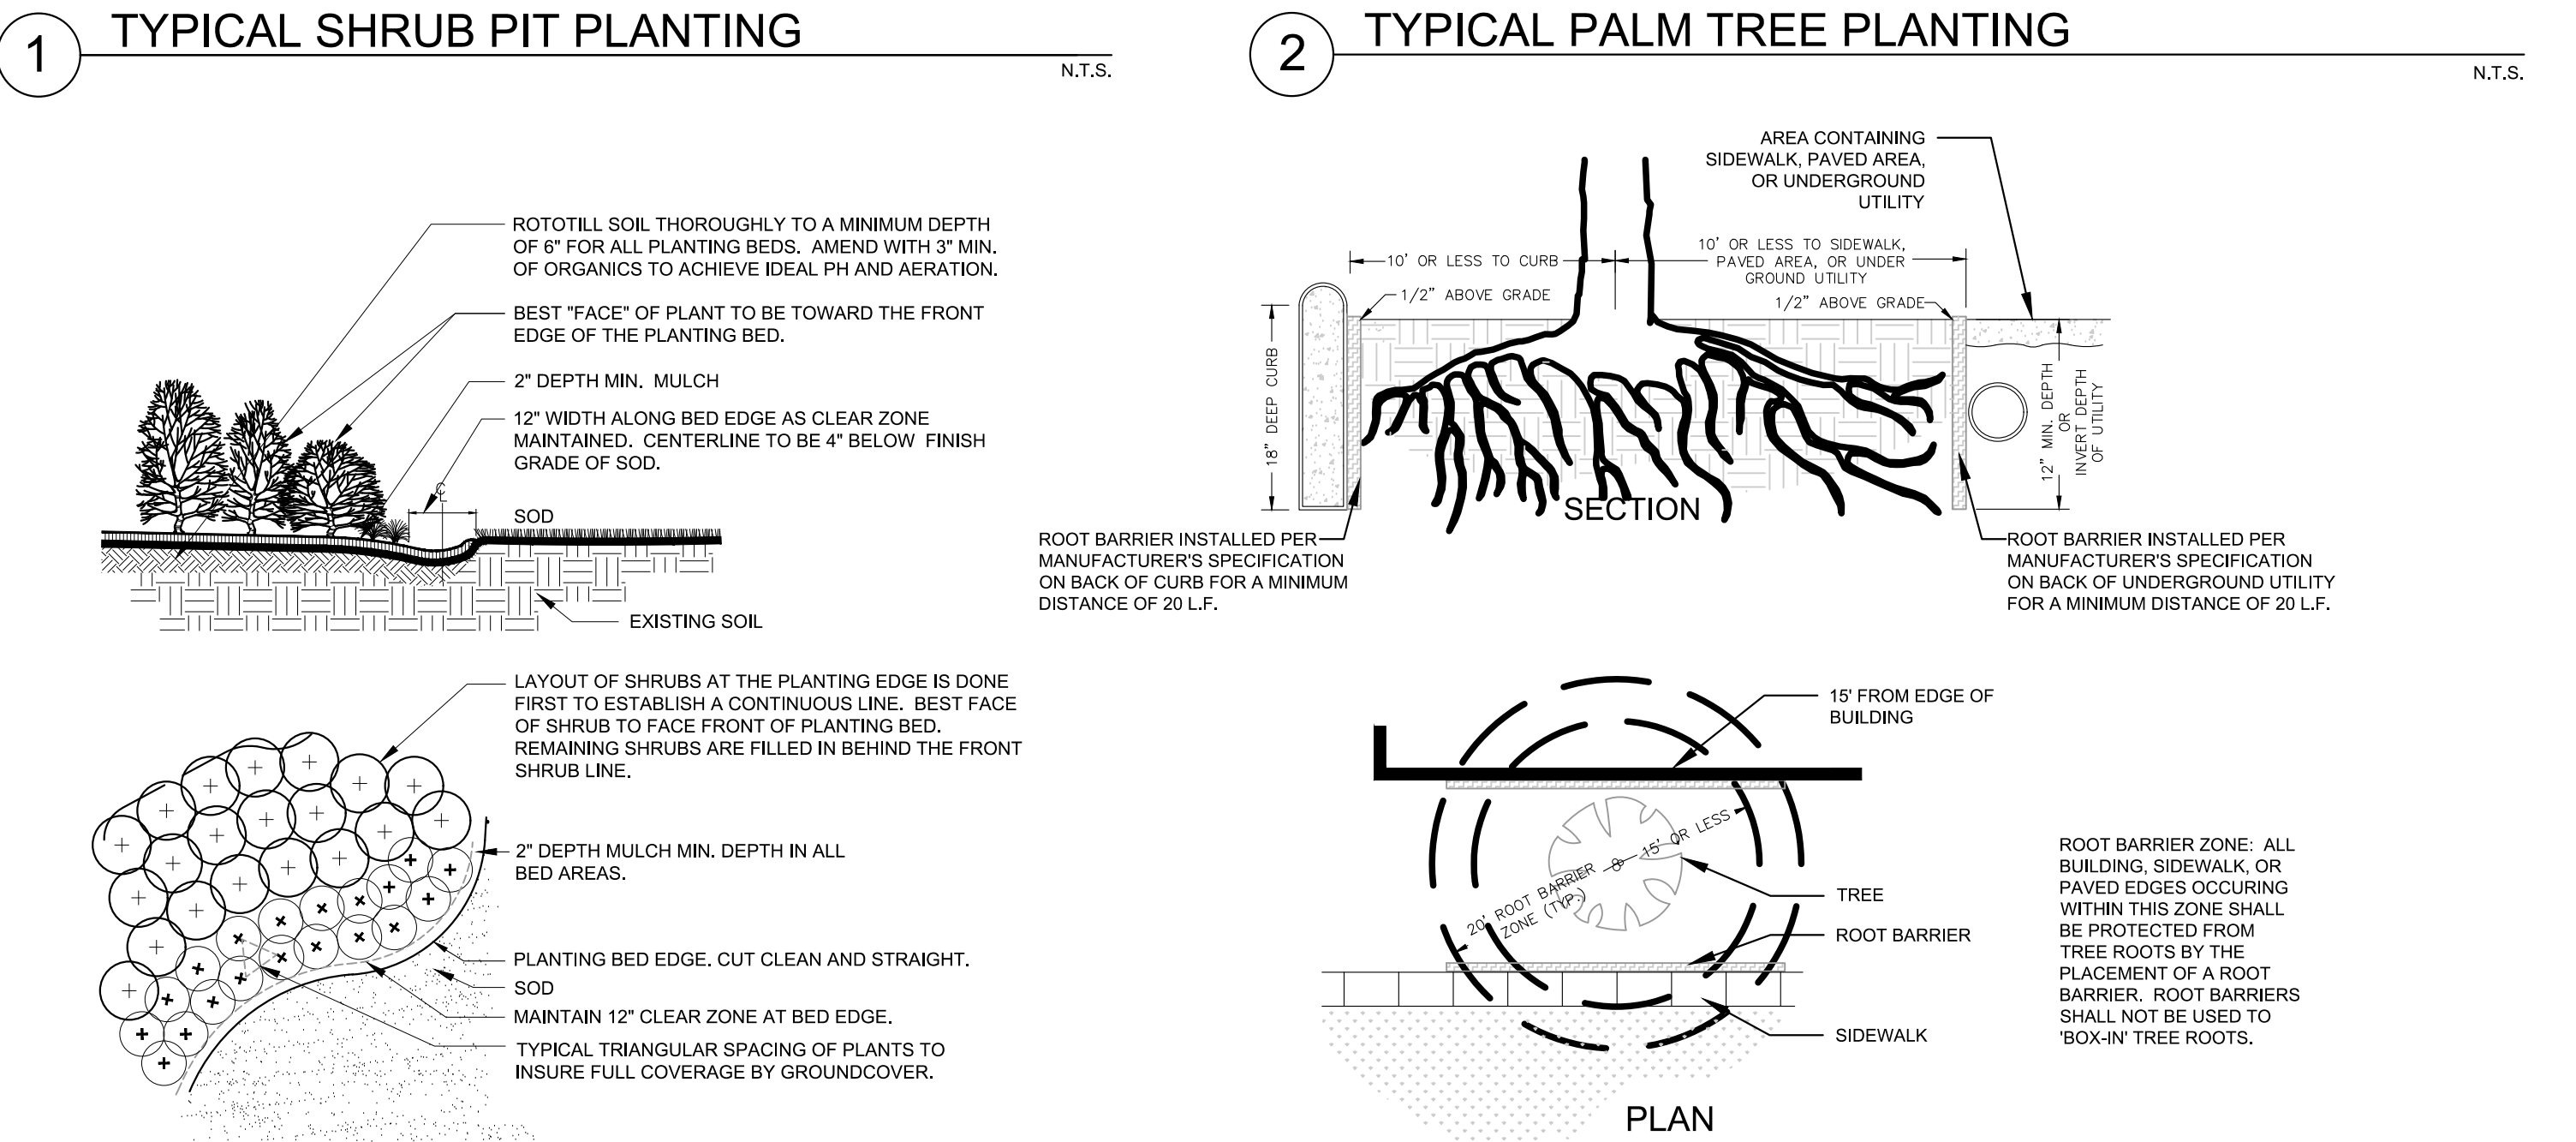 1
TYPICAL SHRUB PIT PLANTING
N.T.S.
ROTOTILL SOIL THOROUGHLY TO A MINIMUM DEPTH
OF 6" FOR ALL PLANTING BEDS. AMEND WITH 3" MIN.
OF ORGANICS TO ACHIEVE IDEAL PH AND AERATION.
BEST "FACE" OF PLANT TO BE TOWARD THE FRONT
EDGE OF THE PLANTING BED.
2" DEPTH MIN. MULCH
12" WIDTH ALONG BED EDGE AS CLEAR ZONE
MAINTAINED. CENTERLINE TO BE 4" BELOW FINISH
GRADE OF SOD.
℄
SOD
EXISTING SOIL
LAYOUT OF SHRUBS AT THE PLANTING EDGE IS DONE
FIRST TO ESTABLISH A CONTINUOUS LINE. BEST FACE
OF SHRUB TO FACE FRONT OF PLANTING BED.
REMAINING SHRUBS ARE FILLED IN BEHIND THE FRONT
SHRUB LINE.
2" DEPTH MULCH MIN. DEPTH IN ALL
BED AREAS.
PLANTING BED EDGE. CUT CLEAN AND STRAIGHT.
SOD
MAINTAIN 12" CLEAR ZONE AT BED EDGE.
TYPICAL TRIANGULAR SPACING OF PLANTS TO
INSURE FULL COVERAGE BY GROUNDCOVER.
2
TYPICAL PALM TREE PLANTING
N.T.S.
AREA CONTAINING
SIDEWALK, PAVED AREA,
OR UNDERGROUND
UTILITY
10' OR LESS TO CURB
10' OR LESS TO SIDEWALK,
PAVED AREA, OR UNDER
GROUND UTILITY
1/2" ABOVE GRADE
1/2" ABOVE GRADE
18" DEEP CURB
12" MIN. DEPTH
OR
INVERT DEPTH
OF UTILITY
SECTION
ROOT BARRIER INSTALLED PER
MANUFACTURER'S SPECIFICATION
ON BACK OF CURB FOR A MINIMUM
DISTANCE OF 20 L.F.
ROOT BARRIER INSTALLED PER
MANUFACTURER'S SPECIFICATION
ON BACK OF UNDERGROUND UTILITY
FOR A MINIMUM DISTANCE OF 20 L.F.
15' FROM EDGE OF
BUILDING
15' OR LESS
20' ROOT BARRIER
ZONE (TYP.)
TREE
ROOT BARRIER
SIDEWALK
PLAN
ROOT BARRIER ZONE: ALL
BUILDING, SIDEWALK, OR
PAVED EDGES OCCURING
WITHIN THIS ZONE SHALL
BE PROTECTED FROM
TREE ROOTS BY THE
PLACEMENT OF A ROOT
BARRIER. ROOT BARRIERS
SHALL NOT BE USED TO
'BOX-IN' TREE ROOTS.